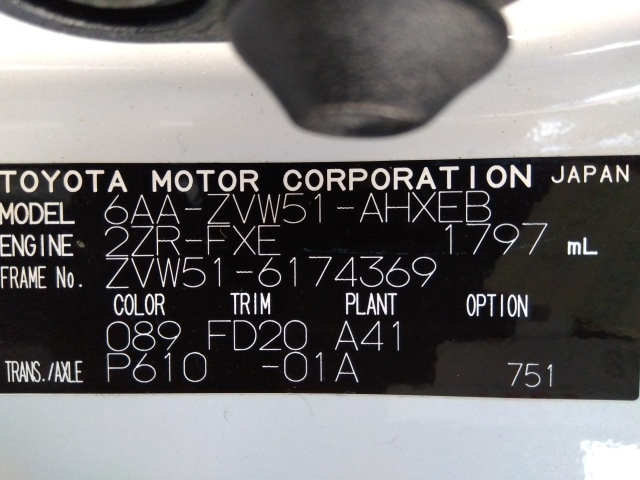 TOYOTA MOTOR CORPORATION JAPAN
MODEL 6AA-ZVW51-AHXEB
ENGINE 2ZR-FXE 1797 mL
FRAME No. ZVW51-6174369
COLOR TRIM PLANT OPTION
089 FD20 A41
TRANS./AXLE P610 -01A 751